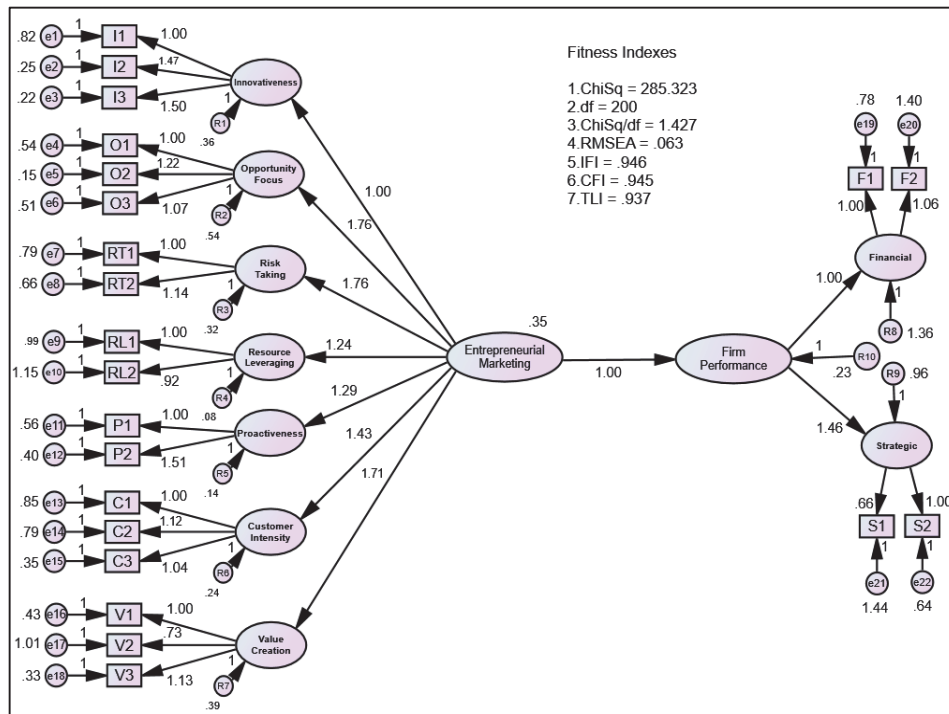 Fitness Indexes
1.ChiSq = 285.323
2.df = 200
3.ChiSq/df = 1.427
4.RMSEA = .063
5.IFI = .946
6.CFI = .945
7.TLI = .937
.82 e1 1 I1 1.00
.25 e2 1 I2 1.47
.22 e3 1 I3 1.50
Innovativeness
1
R1
.36
.54 e4 1 O1 1.00
.15 e5 1 O2 1.22
.51 e6 1 O3 1.07
Opportunity
Focus
1
R2
.54
.79 e7 1 RT1 1.00
.66 e8 1 RT2 1.14
Risk
Taking
1
R3
.32
.99 e9 1 RL1 1.00
1.15 e10 1 RL2 .92
Resource
Leveraging
1
R4
.08
.56 e11 1 P1 1.00
.40 e12 1 P2 1.51
Proactiveness
1
R5
.14
.85 e13 1 C1 1.00
.79 e14 1 C2 1.12
.35 e15 1 C3 1.04
Customer
Intensity
1
R6
.24
.43 e16 1 V1 1.00
1.01 e17 1 V2 .73
.33 e18 1 V3 1.13
Value
Creation
1
R7
.39
1.00
1.76
1.76
1.24
1.29
1.43
1.71
.35
Entrepreneurial
Marketing
1.00
Firm
Performance
1 R10
.23
1.00
1.46
.78 1.40
e19 e20
1 1
F1 F2
1.00 1.06
Financial
1
R8 1.36
R9 .96
1
Strategic
.66 1.00
S1 S2
1 1
e21 e22
1.44 .64